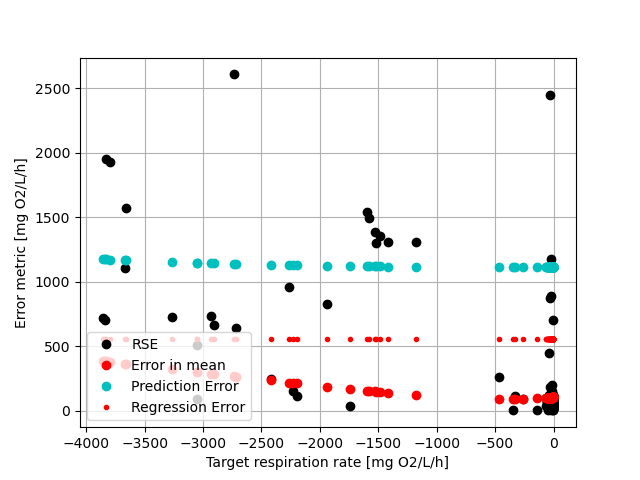 2500
2000
1500
1000
500
0
Error metric [mg O2/L/h]
RSE
Error in mean
Prediction Error
Regression Error
−4000 −3500 −3000 −2500 −2000 −1500 −1000 −500 0
Target respiration rate [mg O2/L/h]